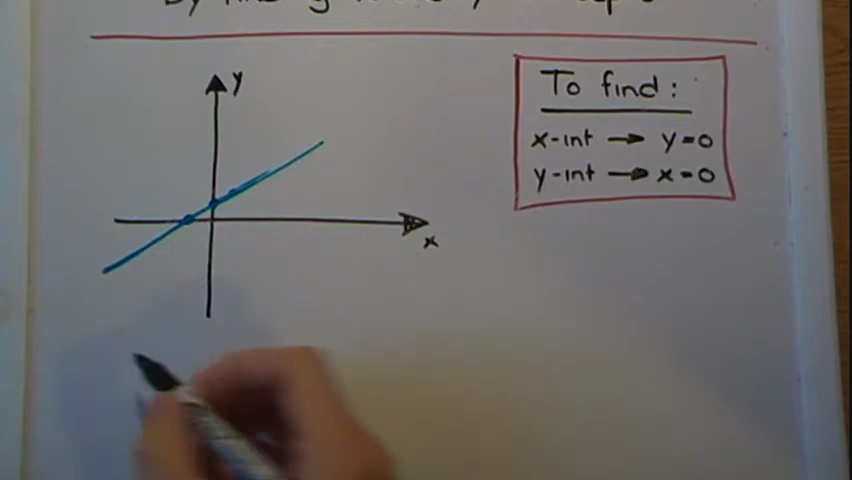 y
x
To find:
x-int → y=0
y-int → x=0